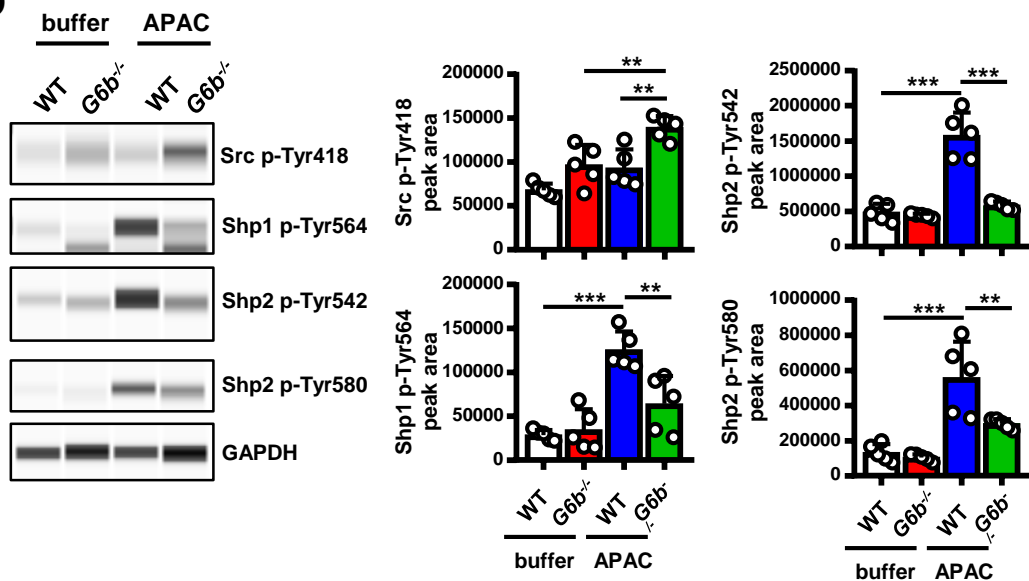 buffer APAC
WT G6b-/- WT G6b-/-
Src p-Tyr418
Shp1 p-Tyr564
Shp2 p-Tyr542
Shp2 p-Tyr580
GAPDH
Src p-Tyr418
peak area
200000
150000
100000
50000
0
**
**
Shp2 p-Tyr542
peak area
2500000
2000000
1500000
1000000
500000
0
***
***
Shp1 p-Tyr564
peak area
200000
150000
100000
50000
0
***
**
WT G6b-/- WT G6b-/-
buffer APAC
Shp2 p-Tyr580
peak area
1000000
800000
600000
400000
200000
0
***
**
WT G6b-/- WT G6b-/-
buffer APAC